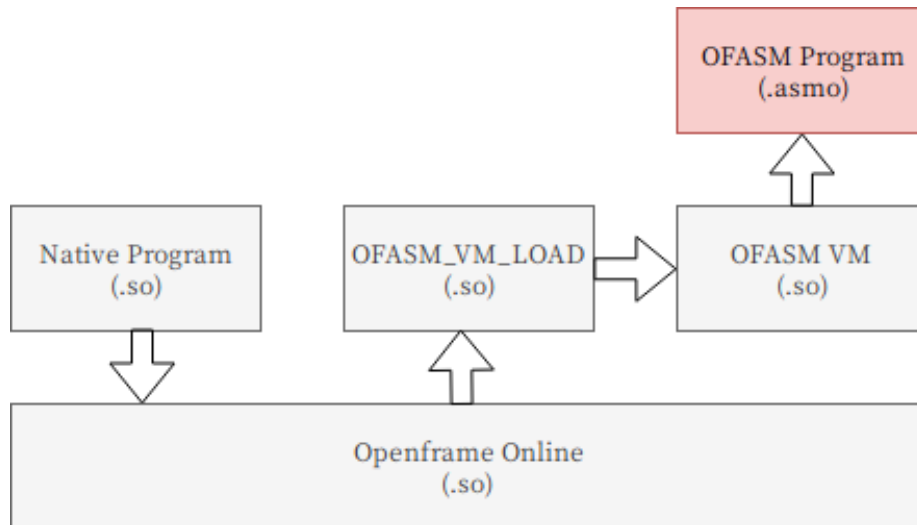 OFASM Program
(.asmo)
Native Program
(.so)
OFASM_VM_LOAD
(.so)
OFASM VM
(.so)
Openframe Online
(.so)